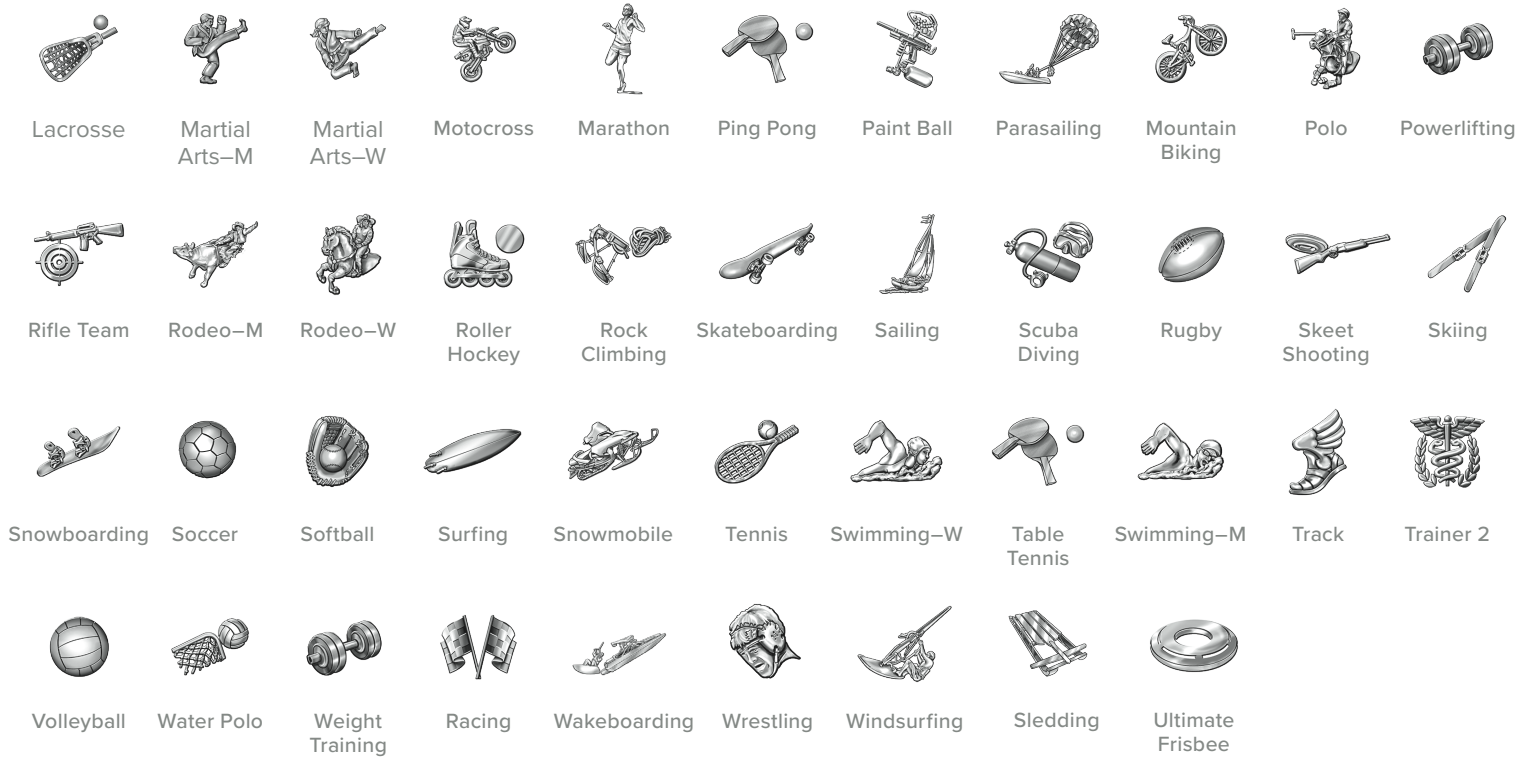 Lacrosse
Martial
Arts–M
Martial
Arts–W
Motocross
Marathon
Ping Pong
Paint Ball
Parasailing
Mountain
Biking
Polo
Powerlifting
Rifle Team
Rodeo–M
Rodeo–W
Roller
Hockey
Rock
Climbing
Skateboarding
Sailing
Scuba
Diving
Rugby
Skeet
Shooting
Skiing
Snowboarding
Soccer
Softball
Surfing
Snowmobile
Tennis
Swimming–W
Table
Tennis
Swimming–M
Track
Trainer 2
Volleyball
Water Polo
Weight
Training
Racing
Wakeboarding
Wrestling
Windsurfing
Sledding
Ultimate
Frisbee